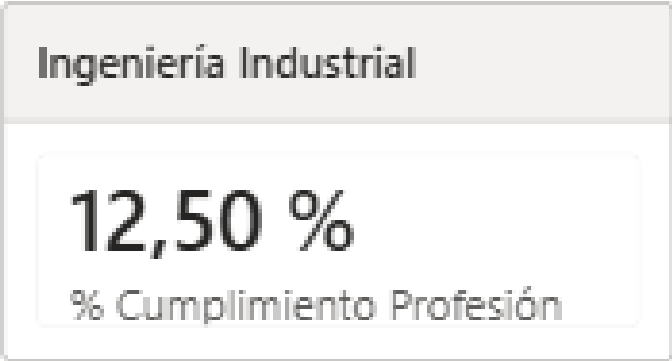 Ingeniería Industrial
12,50 %
% Cumplimiento Profesión